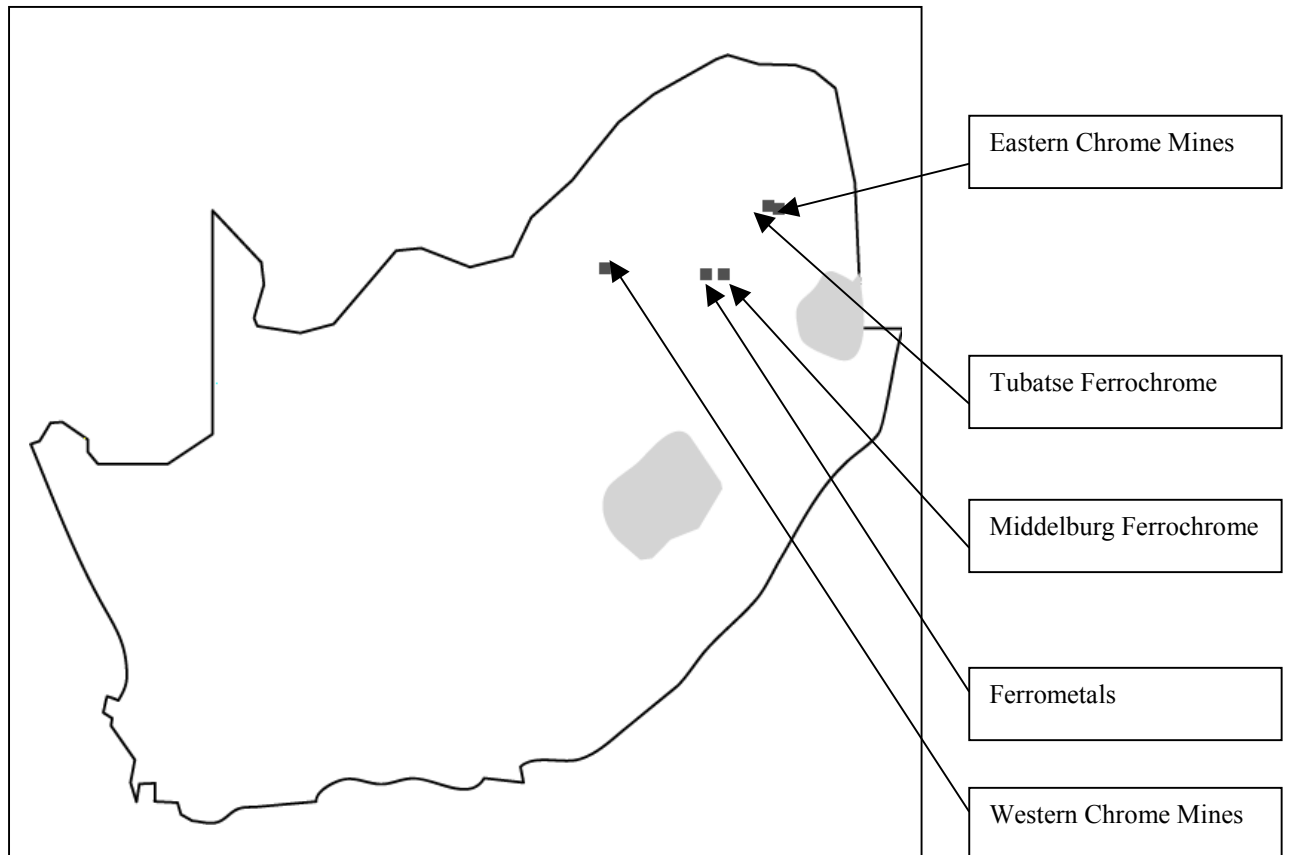 Eastern Chrome Mines
Tubatse Ferrochrome
Middelburg Ferrochrome
Ferrometals
Western Chrome Mines